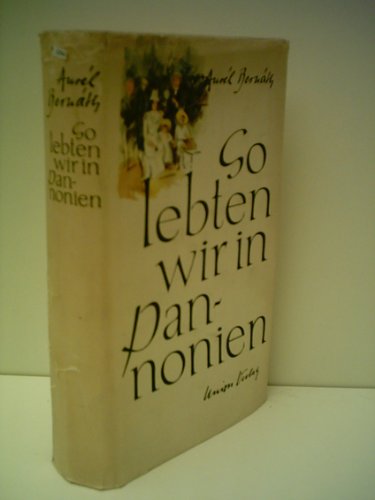 Aurél
Bernáth
So
lebten
wir in
Pan-
nonien
Aurél Bernáth
So
lebten
wir in
Pan-
nonien
Union Verlag